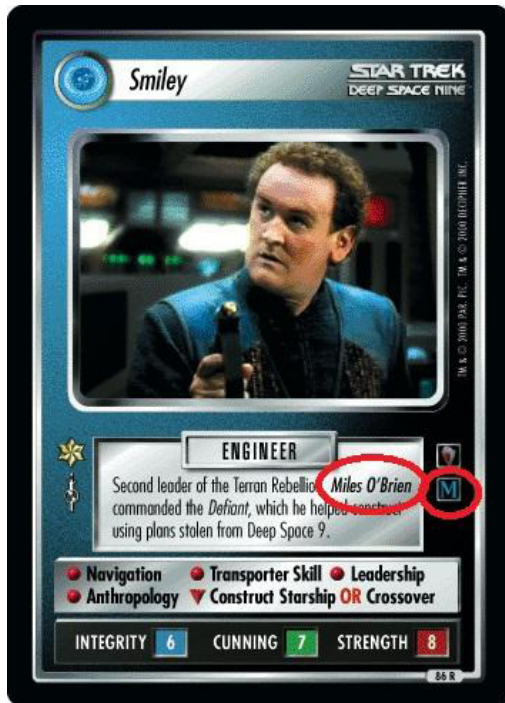 Smiley
STAR TREK
DEEP SPACE NINE
TM & © 2000 PAR. PIC. TM & © 2000 DECIPHER INC.
ENGINEER
Second leader of the Terran Rebellion. Miles O'Brien
commanded the Defiant, which he helped construct
using plans stolen from Deep Space 9.
M
Navigation Transporter Skill Leadership
Anthropology Construct Starship OR Crossover
INTEGRITY 6 CUNNING 7 STRENGTH 8
86 R